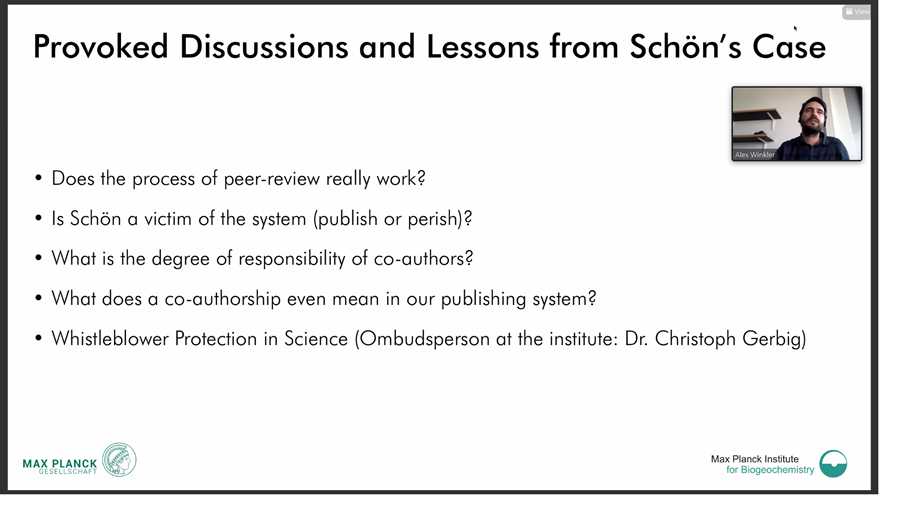 View
Provoked Discussions and Lessons from Schön's Case
Alex Winkler
• Does the process of peer-review really work?
• Is Schön a victim of the system (publish or perish)?
• What is the degree of responsibility of co-authors?
• What does a co-authorship even mean in our publishing system?
• Whistleblower Protection in Science (Ombudsperson at the institute: Dr. Christoph Gerbig)
MAX PLANCK
GESELLSCHAFT
Max Planck Institute
for Biogeochemistry